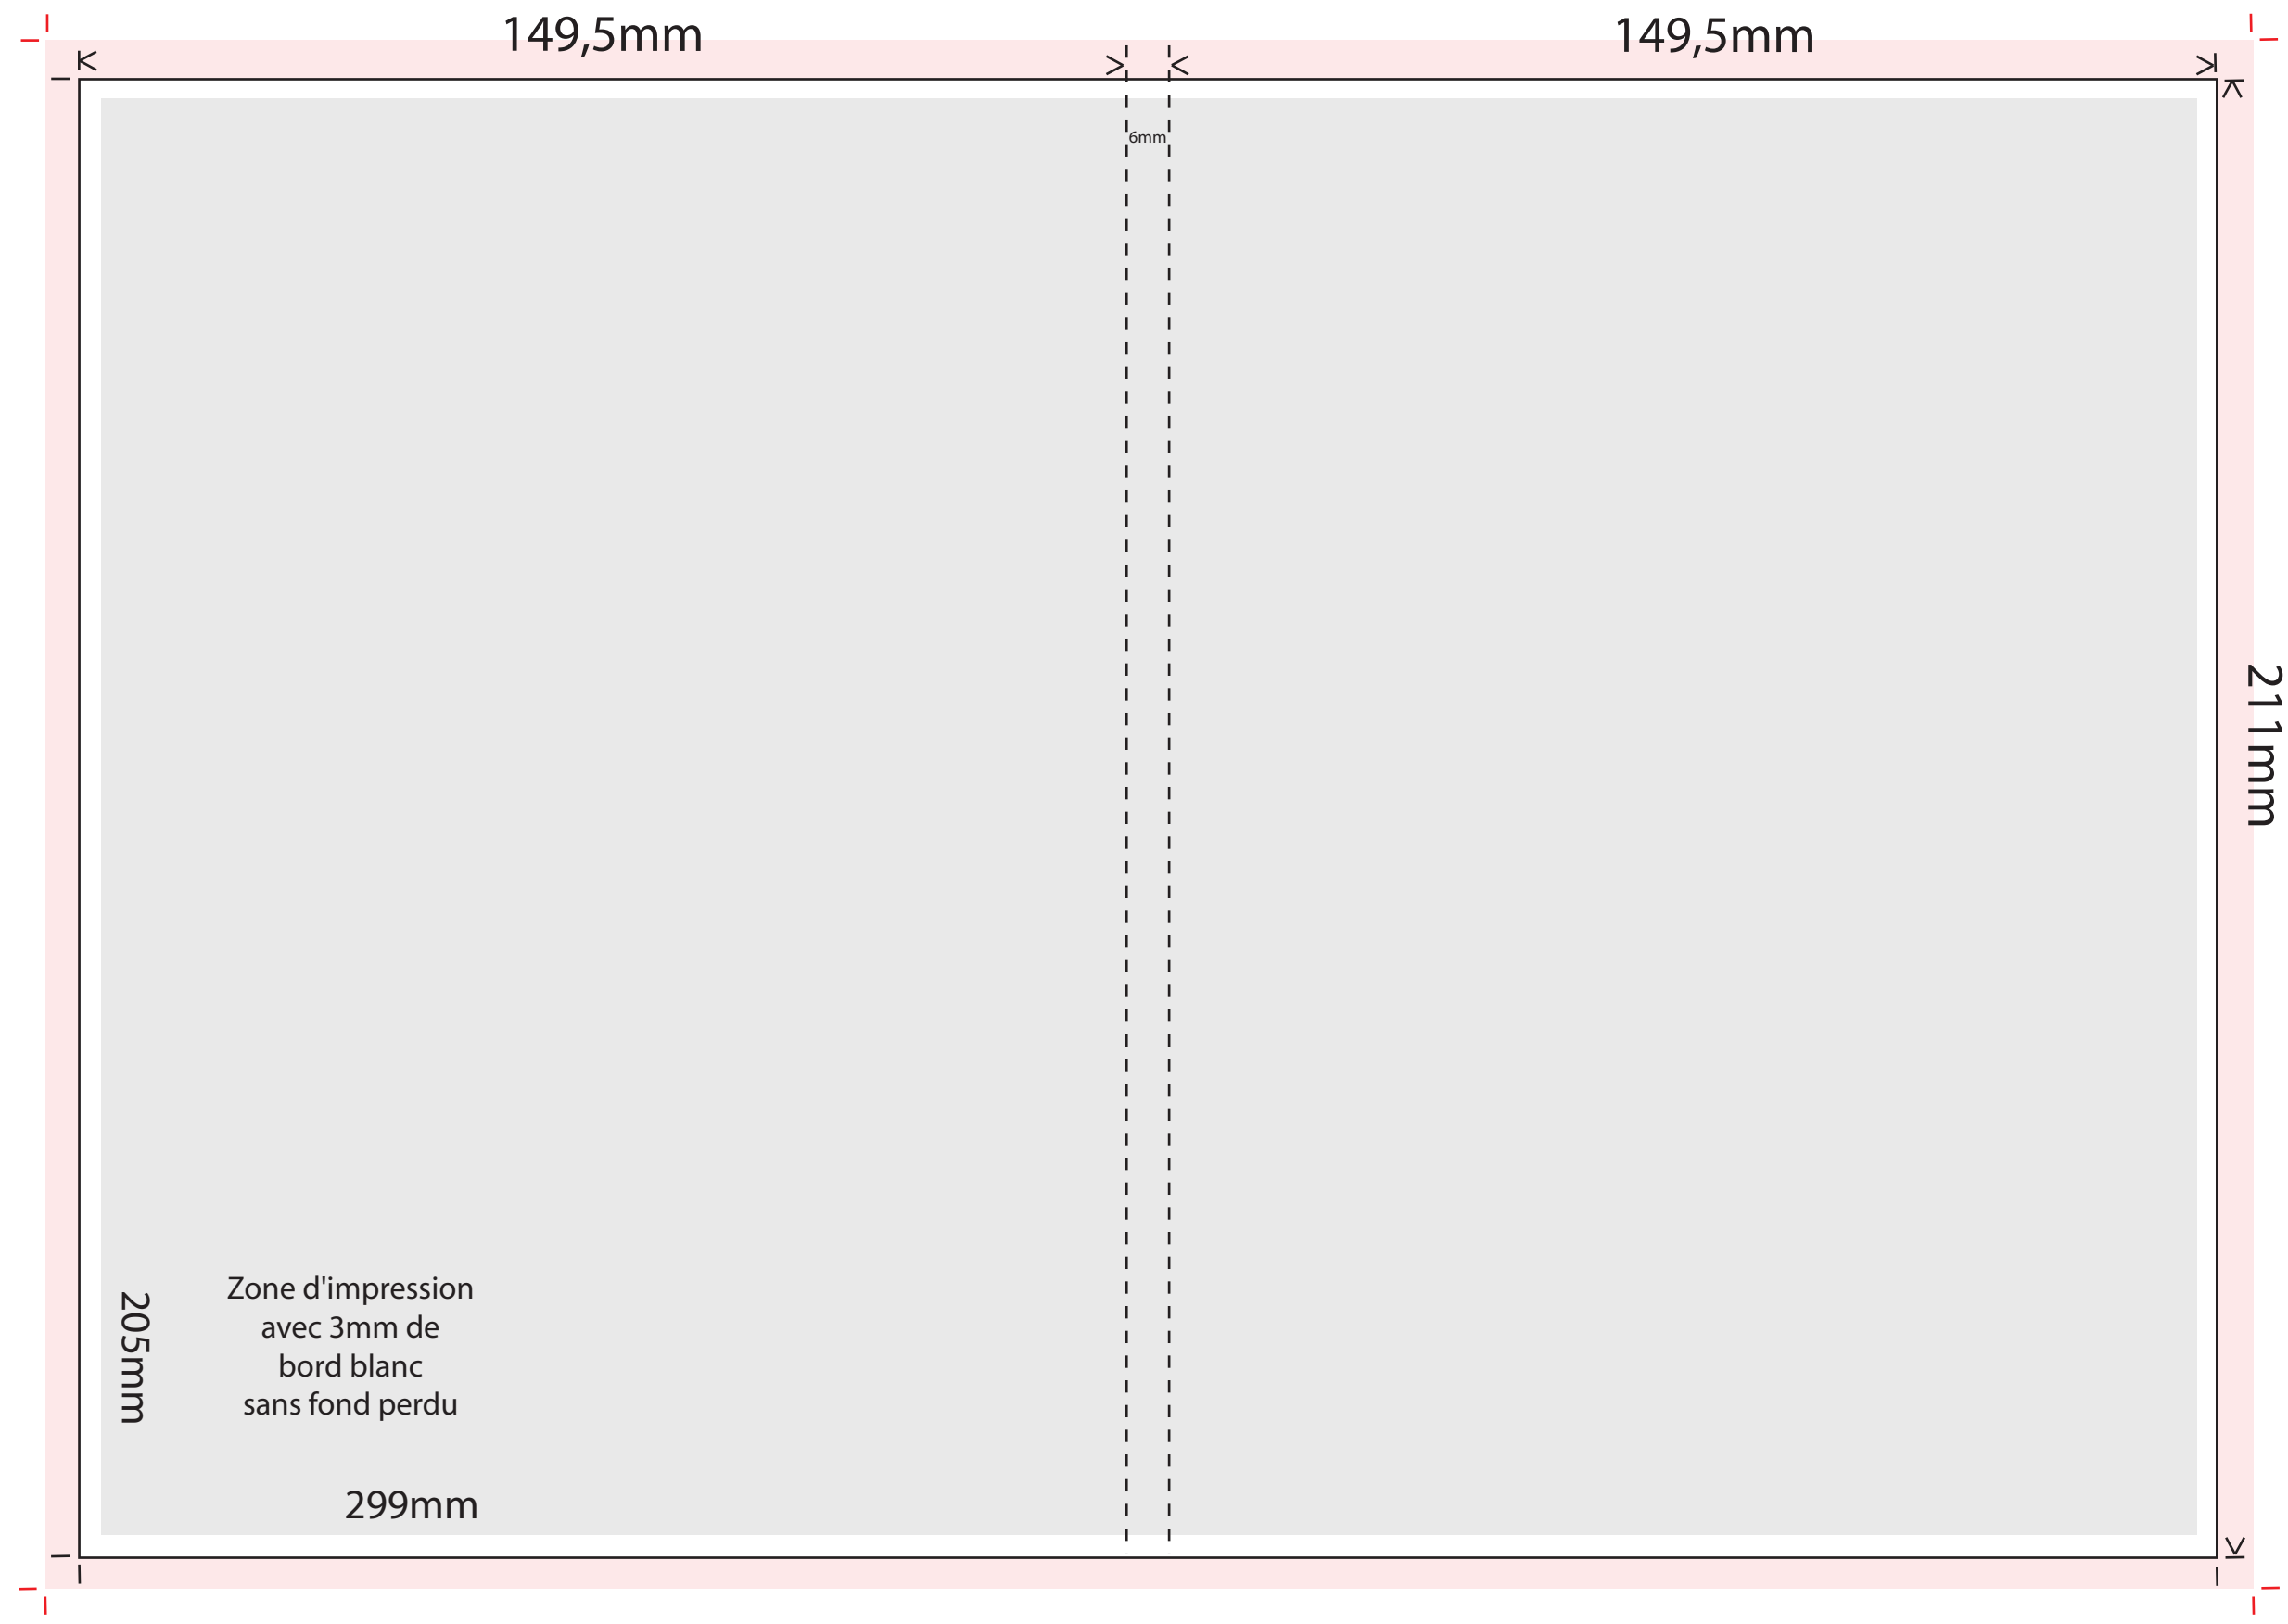 149,5mm
149,5mm
6mm
211mm
Zone d'impression
avec 3mm de
bord blanc
sans fond perdu
205mm
299mm